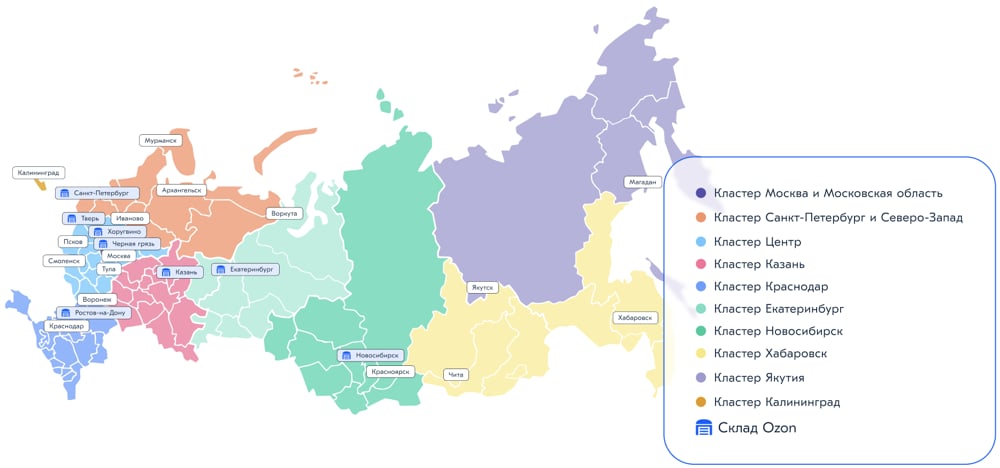 Мурманск
Калининград
Санкт-Петербург
Архангельск
Воркута
Тверь
Иваново
Хоругвино
Псков
Черная грязь
Смоленск
Москва
Тула
Казань
Екатеринбург
Воронеж
Ростов-на-Дону
Краснодар
Новосибирск
Красноярск
Чита
Якутск
Магадан
Хабаровск
Кластер Москва и Московская область
Кластер Санкт-Петербург и Северо-Запад
Кластер Центр
Кластер Казань
Кластер Краснодар
Кластер Екатеринбург
Кластер Новосибирск
Кластер Хабаровск
Кластер Якутия
Кластер Калининград
Склад Ozon